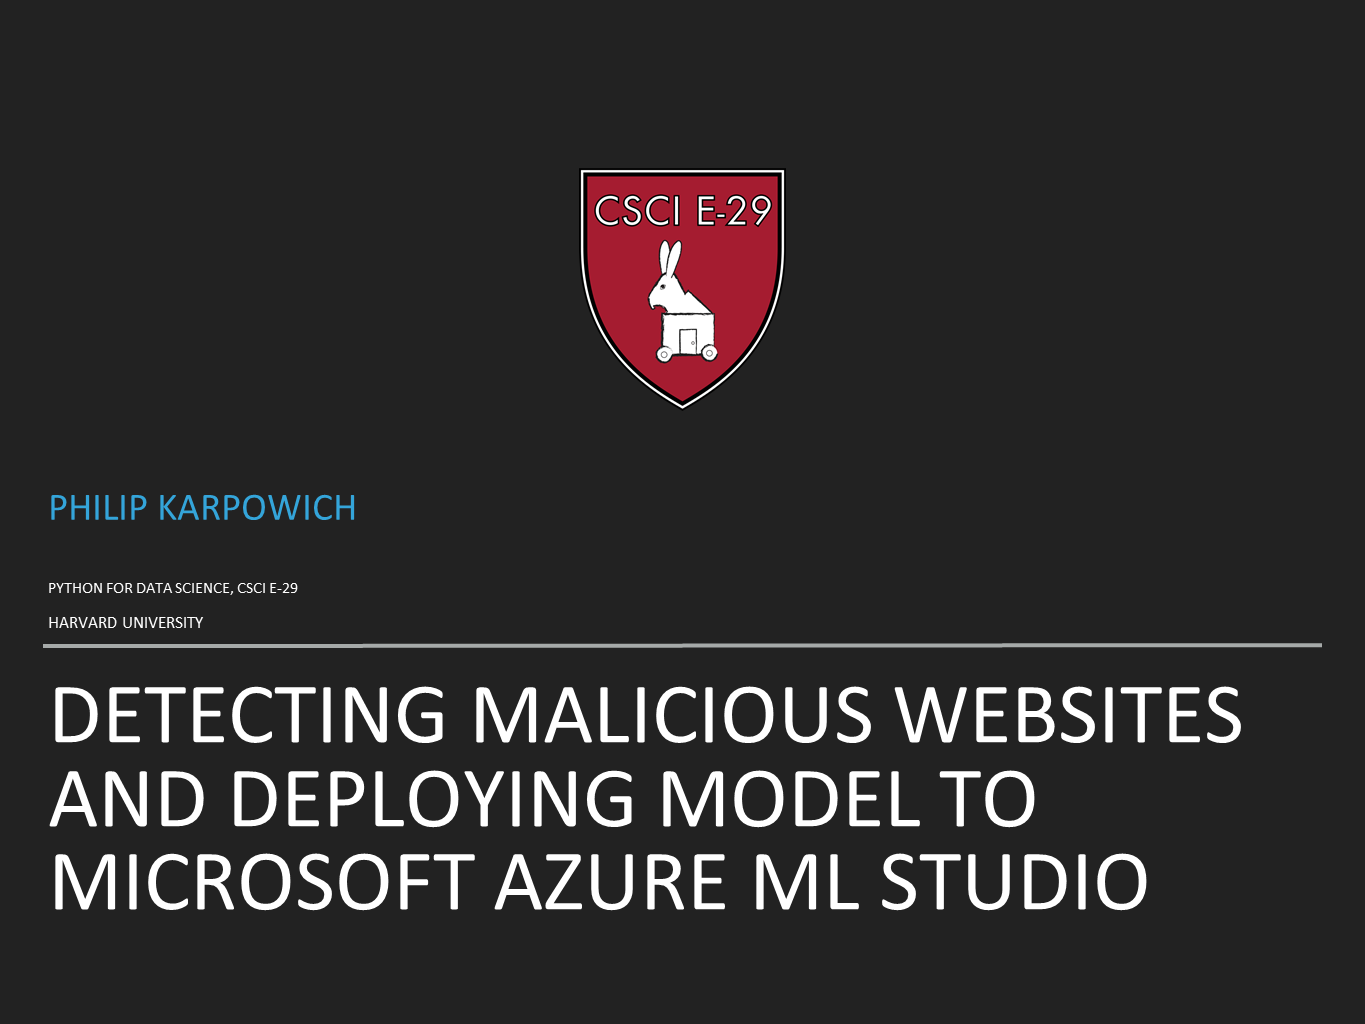 CSCI E-29
PHILIP KARPOWICH
PYTHON FOR DATA SCIENCE, CSCI E-29
HARVARD UNIVERSITY
DETECTING MALICIOUS WEBSITES
AND DEPLOYING MODEL TO
MICROSOFT AZURE ML STUDIO